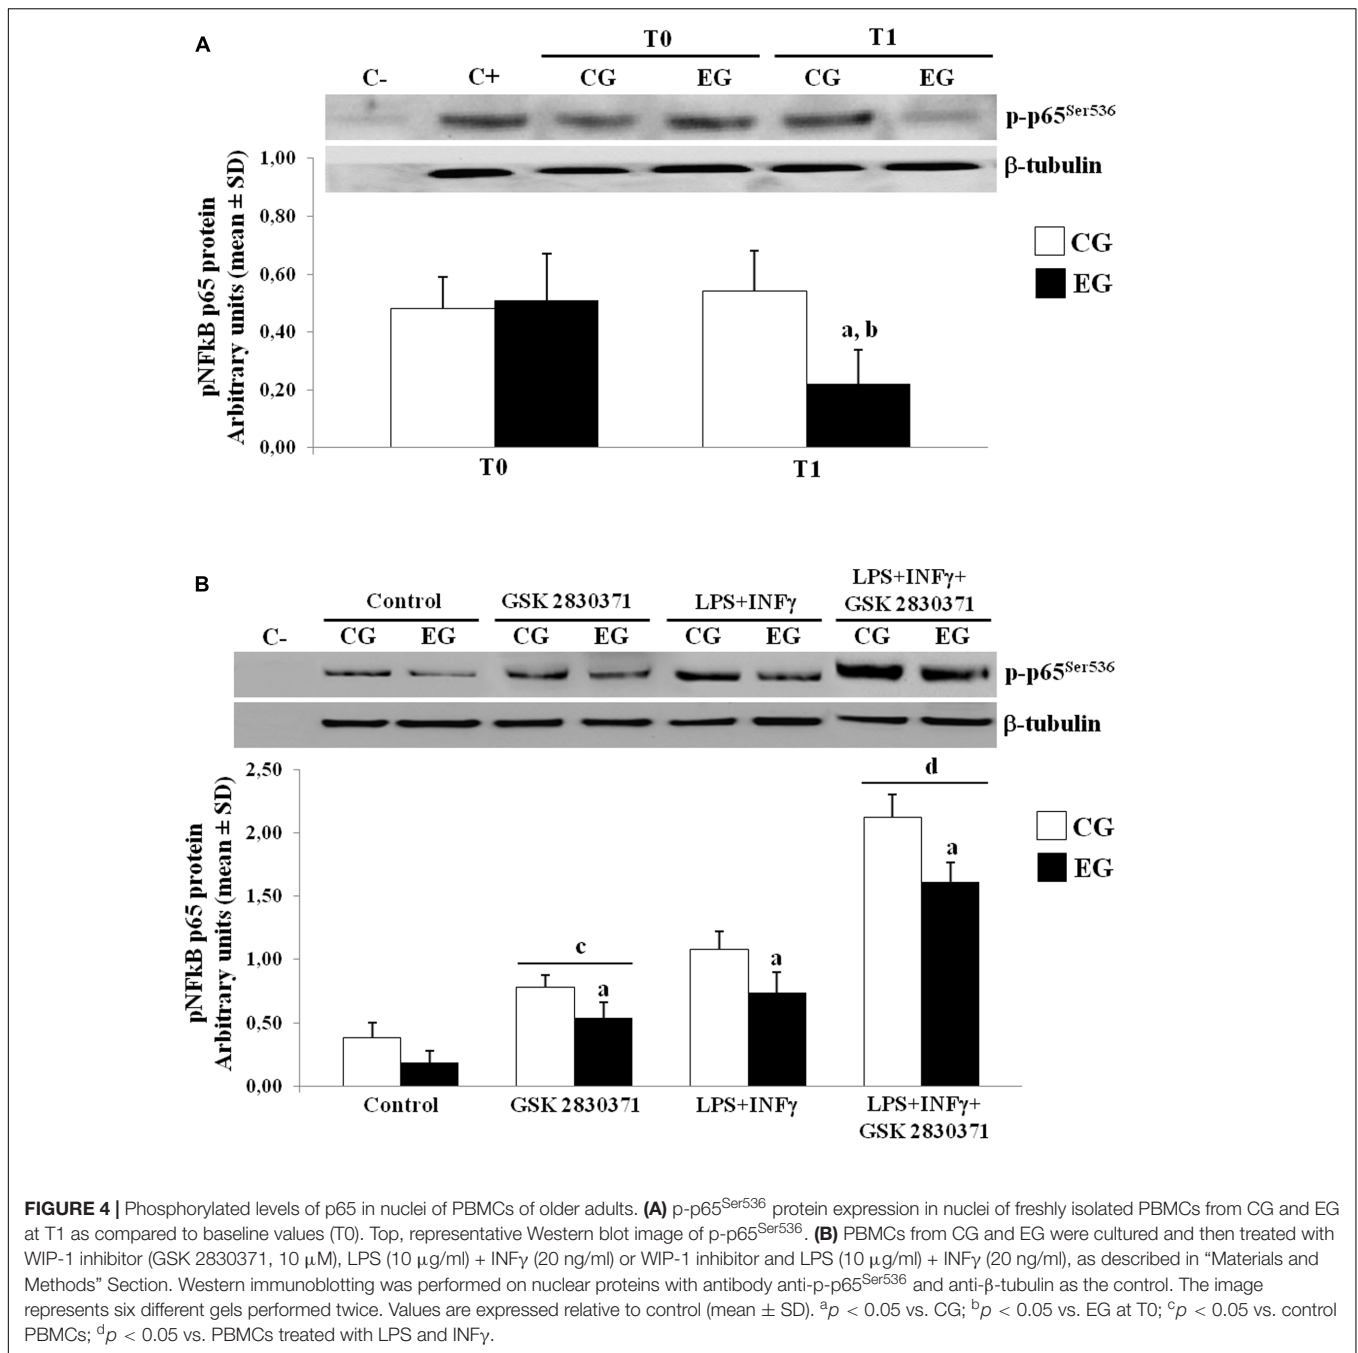 A
T0 T1
C- C+ CG EG CG EG
p-p65Ser536
β-tubulin
pNFkB p65 protein
Arbitrary units (mean ± SD)
1,00
0,80
0,60
0,40
0,20
0,00
a, b
CG
EG
T0 T1
B
Control GSK 2830371 LPS+INFγ LPS+INFγ+
GSK 2830371
C- CG EG CG EG CG EG CG EG
p-p65Ser536
β-tubulin
pNFkB p65 protein
Arbitrary units (mean ± SD)
2,50
2,00
1,50
1,00
0,50
0,00
c
a
a
d
a
CG
EG
Control GSK 2830371 LPS+INFγ LPS+INFγ+
GSK 2830371
FIGURE 4 | Phosphorylated levels of p65 in nuclei of PBMCs of older adults. (A) p-p65Ser536 protein expression in nuclei of freshly isolated PBMCs from CG and EG
at T1 as compared to baseline values (T0). Top, representative Western blot image of p-p65Ser536. (B) PBMCs from CG and EG were cultured and then treated with
WIP-1 inhibitor (GSK 2830371, 10 μM), LPS (10 μg/ml) + INFγ (20 ng/ml) or WIP-1 inhibitor and LPS (10 μg/ml) + INFγ (20 ng/ml), as described in “Materials and
Methods” Section. Western immunoblotting was performed on nuclear proteins with antibody anti-p-p65Ser536 and anti-β-tubulin as the control. The image
represents six different gels performed twice. Values are expressed relative to control (mean ± SD). ap < 0.05 vs. CG; bp < 0.05 vs. EG at T0; cp < 0.05 vs. control
PBMCs; dp < 0.05 vs. PBMCs treated with LPS and INFγ.